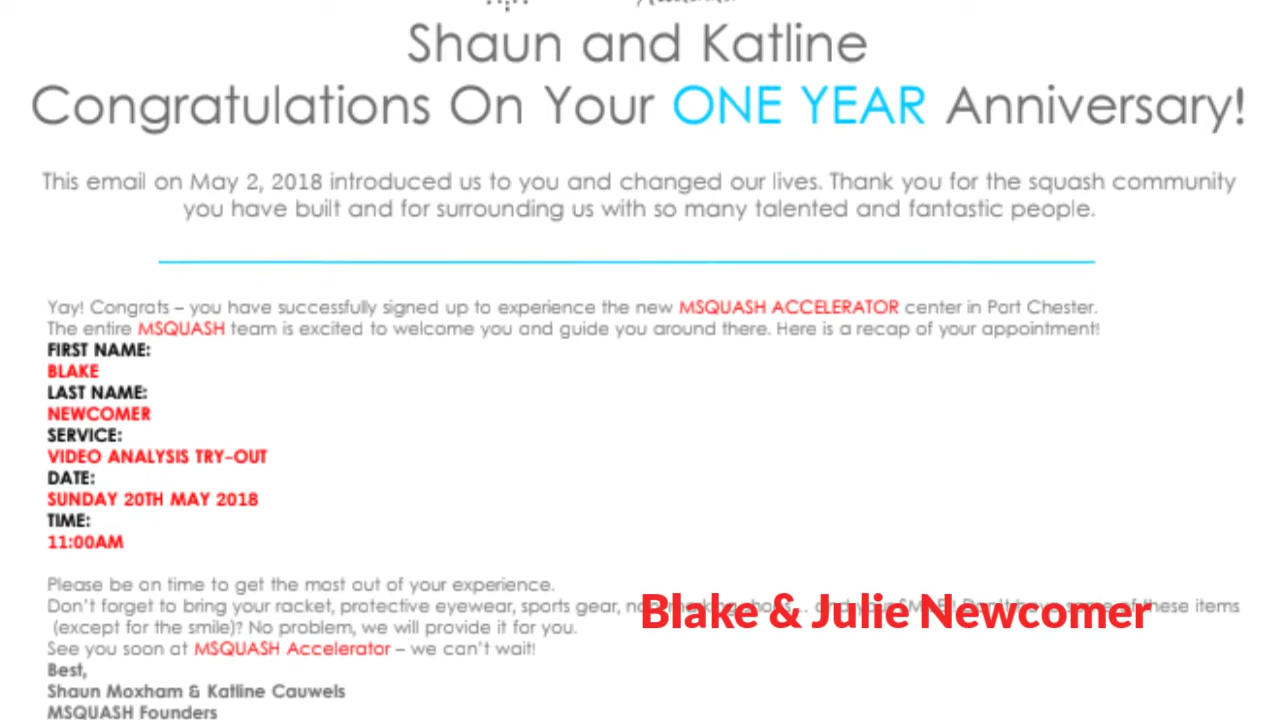 Shaun and Katline
Congratulations On Your ONE YEAR Anniversary!
This email on May 2, 2018 introduced us to you and changed our lives. Thank you for the squash community
you have built and for surrounding us with so many talented and fantastic people.
Yay! Congrats – you have successfully signed up to experience the new MSQUASH ACCELERATOR center in Port Chester.
The entire MSQUASH team is excited to welcome you and guide you around there. Here is a recap of your appointment!
FIRST NAME:
BLAKE
LAST NAME:
NEWCOMER
SERVICE:
VIDEO ANALYSIS TRY-OUT
DATE:
SUNDAY 20TH MAY 2018
TIME:
11:00AM
Please be on time to get the most out of your experience.
Don't forget to bring your racket, protective eyewear, sports gear, these items
(except for the smile)? No problem, we will provide it for you.
Blake & Julie Newcomer
See you soon at MSQUASH Accelerator – we can't wait!
Best,
Shaun Moxham & Katline Cauwels
MSQUASH Founders